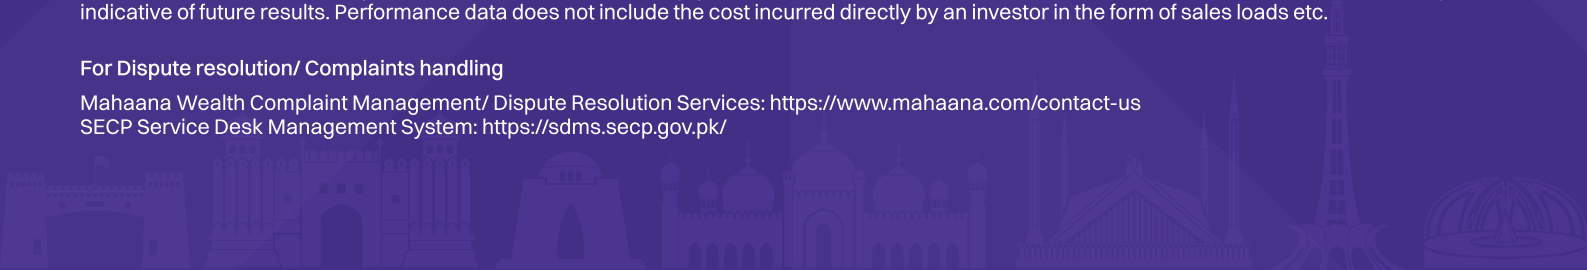 indicative of future results. Performance data does not include the cost incurred directly by an investor in the form of sales loads etc.
For Dispute resolution/ Complaints handling
Mahaana Wealth Complaint Management/ Dispute Resolution Services: https://www.mahaana.com/contact-us
SECP Service Desk Management System: https://sdms.secp.gov.pk/